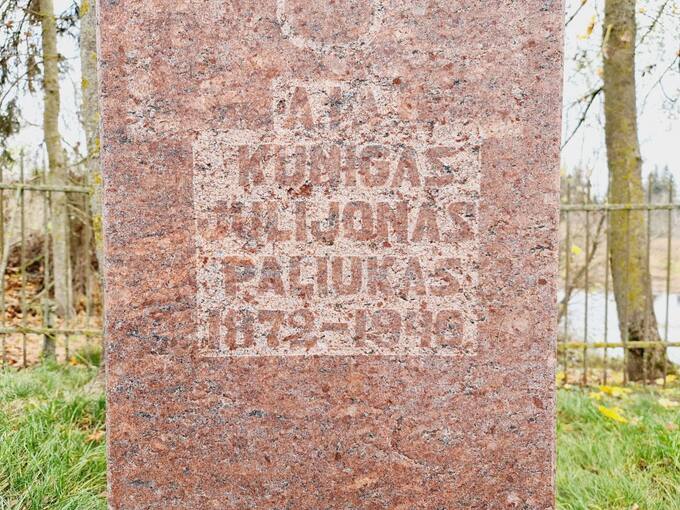 A † A
KUNIGAS
JULIJONAS
PALIUKAS
1872-1940